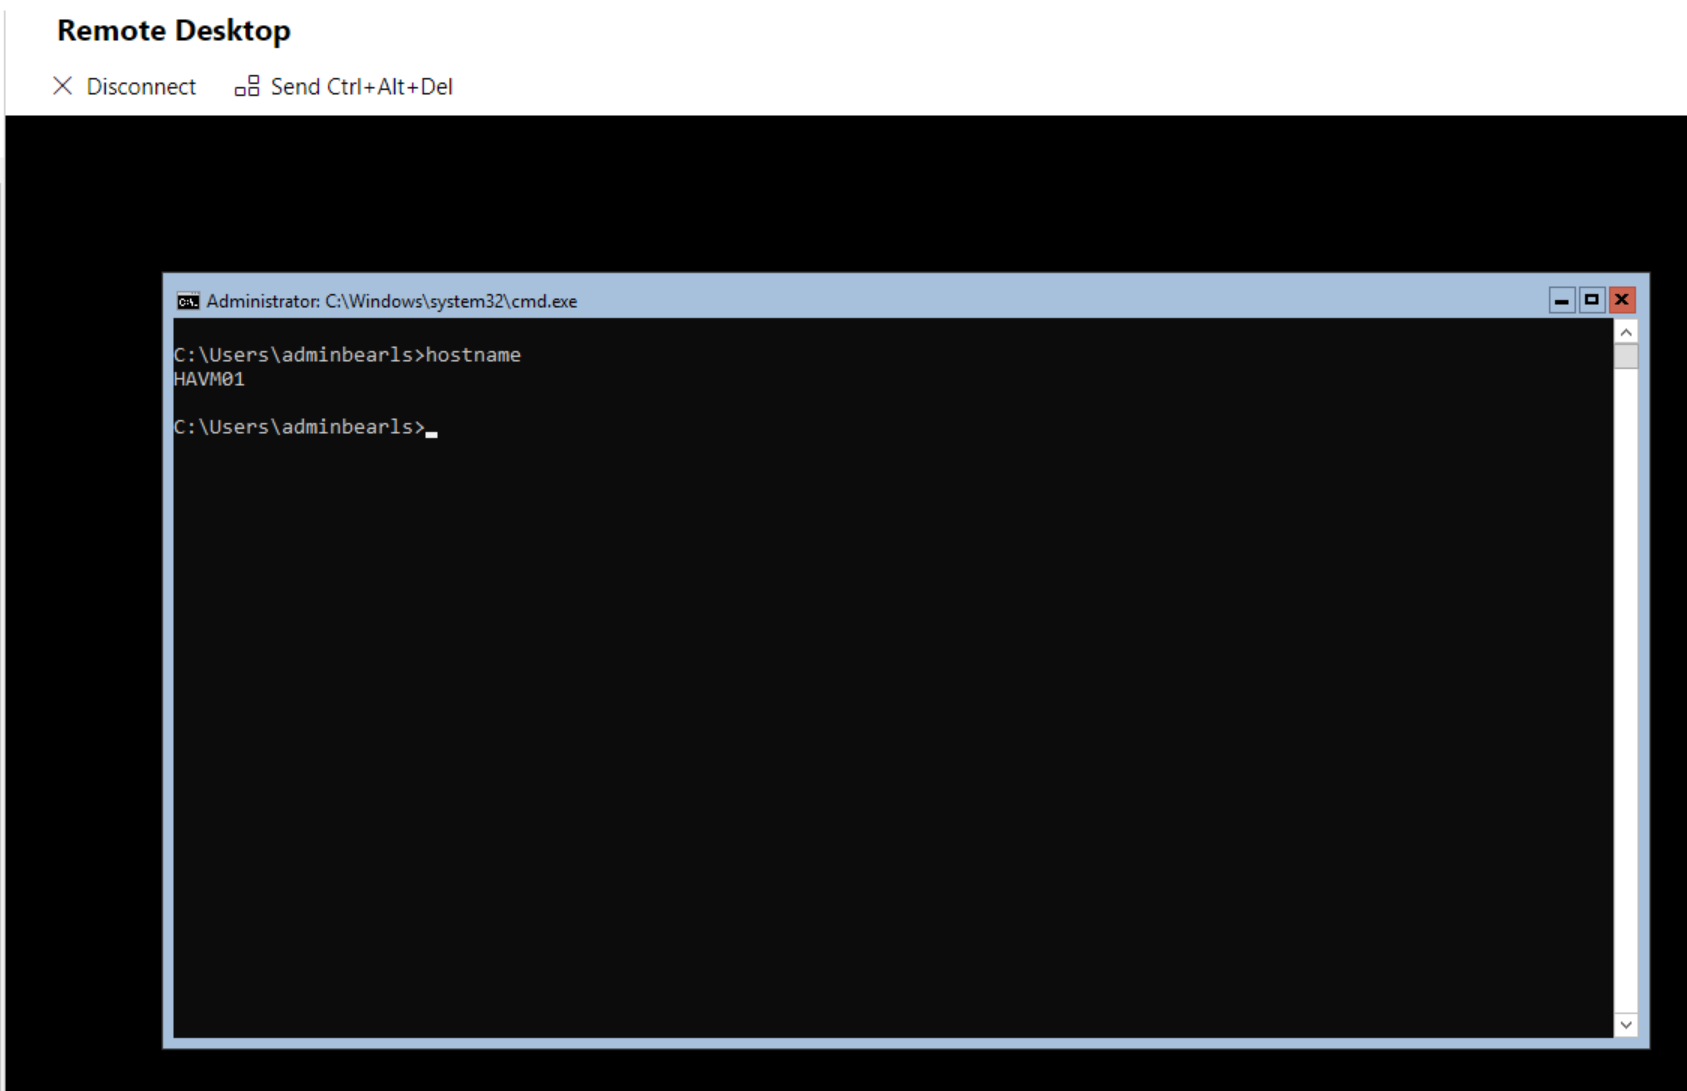 Remote Desktop
Disconnect Send Ctrl+Alt+Del
Administrator: C:\Windows\system32\cmd.exe
C:\Users\adminbearls>hostname
HAVM01
C:\Users\adminbearls>